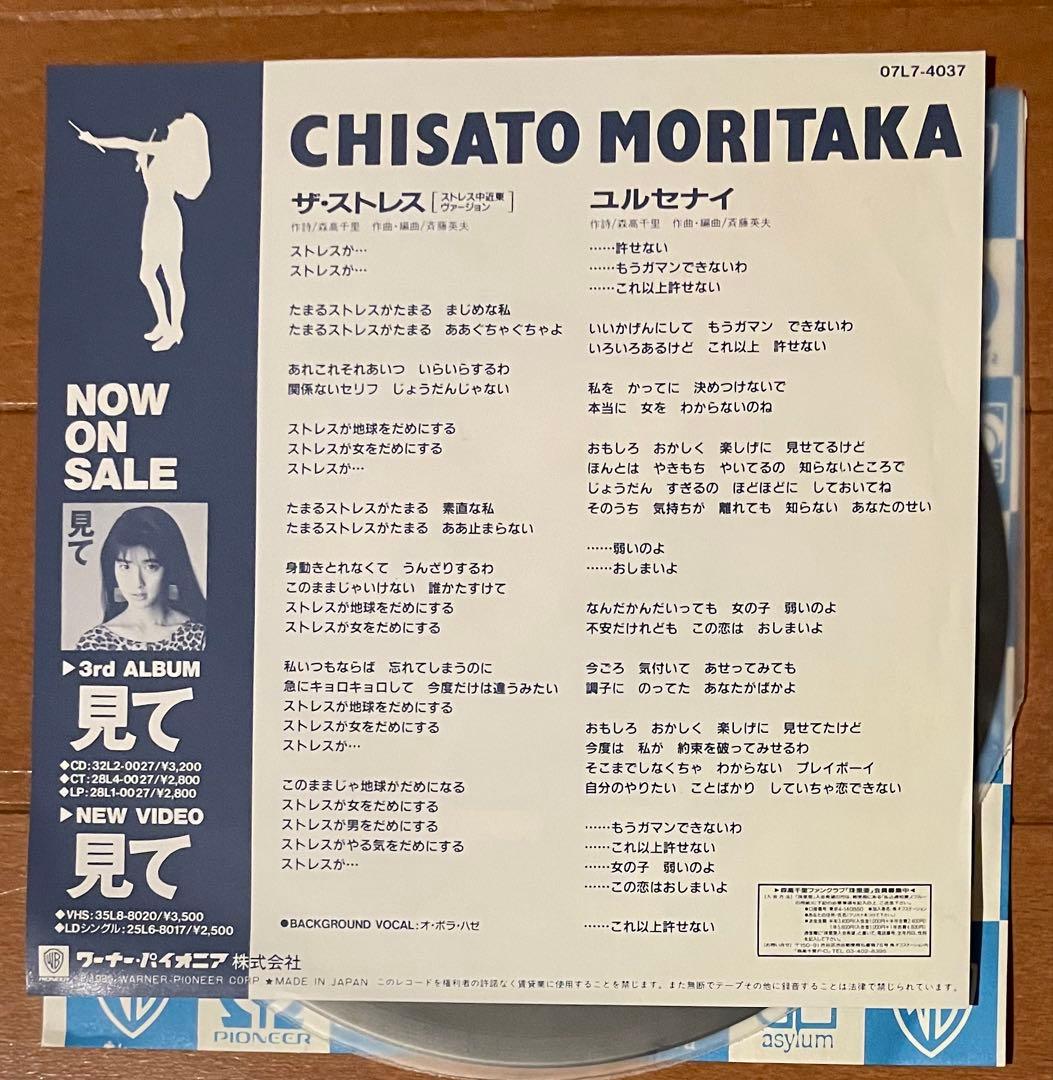 07L7-4037
CHISATO MORITAKA
ザ・ストレス [ストレス中近東ヴァージョン]
作詩/森高千里 作曲・編曲/斉藤英夫
ストレスが…
ストレスが…
たまるストレスがたまる まじめな私
たまるストレスがたまる ああぐちゃぐちゃよ
あれこれそれあいつ いらいらするわ
関係ないセリフ じょうだんじゃない
ストレスが地球をだめにする
ストレスが女をだめにする
ストレスが…
たまるストレスがたまる 素直な私
たまるストレスがたまる ああ止まらない
身動きとれなくて うんざりするわ
このままじゃいけない 誰かたすけて
ストレスが地球をだめにする
ストレスが女をだめにする
私いつもならば 忘れてしまうのに
急にキョロキョロして 今度だけは違うみたい
ストレスが地球をだめにする
ストレスが女をだめにする
ストレスが…
このままじゃ地球がだめになる
ストレスが女をだめにする
ストレスが男をだめにする
ストレスがやる気をだめにする
ストレスが…
●BACKGROUND VOCAL:オ・ボラ・ハゼ
ユルセナイ
作詩/森高千里 作曲・編曲/斉藤英夫
……許せない
……もうガマンできないわ
……これ以上許せない
いいかげんにして もうガマン できないわ
いろいろあるけど これ以上 許せない
私を かってに 決めつけないで
本当に 女を わからないのね
おもしろ おかしく 楽しげに 見せてるけど
ほんとは やきもち やいてるの 知らないところで
じょうだん すぎるの ほどほどに しておいてね
そのうち 気持ちが 離れても 知らない あなたのせい
……弱いのよ
……おしまいよ
なんだかんだいっても 女の子 弱いのよ
不安だけれども この恋は おしまいよ
今ごろ 気付いて あせってみても
調子に のってた あなたがばかよ
おもしろ おかしく 楽しげに 見せてたけど
今度は 私が 約束を破ってみせるわ
そこまでしなくちゃ わからない プレイボーイ
自分のやりたい ことばかり していちゃ恋できない
……もうガマンできないわ
……これ以上許せない
……女の子 弱いのよ
……この恋はおしまいよ
……これ以上許せない
NOW
ON
SALE
見て
▶3rd ALBUM
見て
◆CD:32L2-0027/¥3,200
◆CT:28L4-0027/¥2,800
◆LP:28L1-0027/¥2,800
▶NEW VIDEO
見て
◆VHS:35L8-8020/¥3,500
◆LDシングル:25L6-8017/¥2,500
PIONEER
ワーナー・パイオニア株式会社
WARNER-PIONEER CORP ★MADE IN JAPAN このレコードを権利者の許諾なく賃貸業に使用することを禁じます。また無断でテープその他に録音することは法律で禁じられています。
PIONEER
asylum